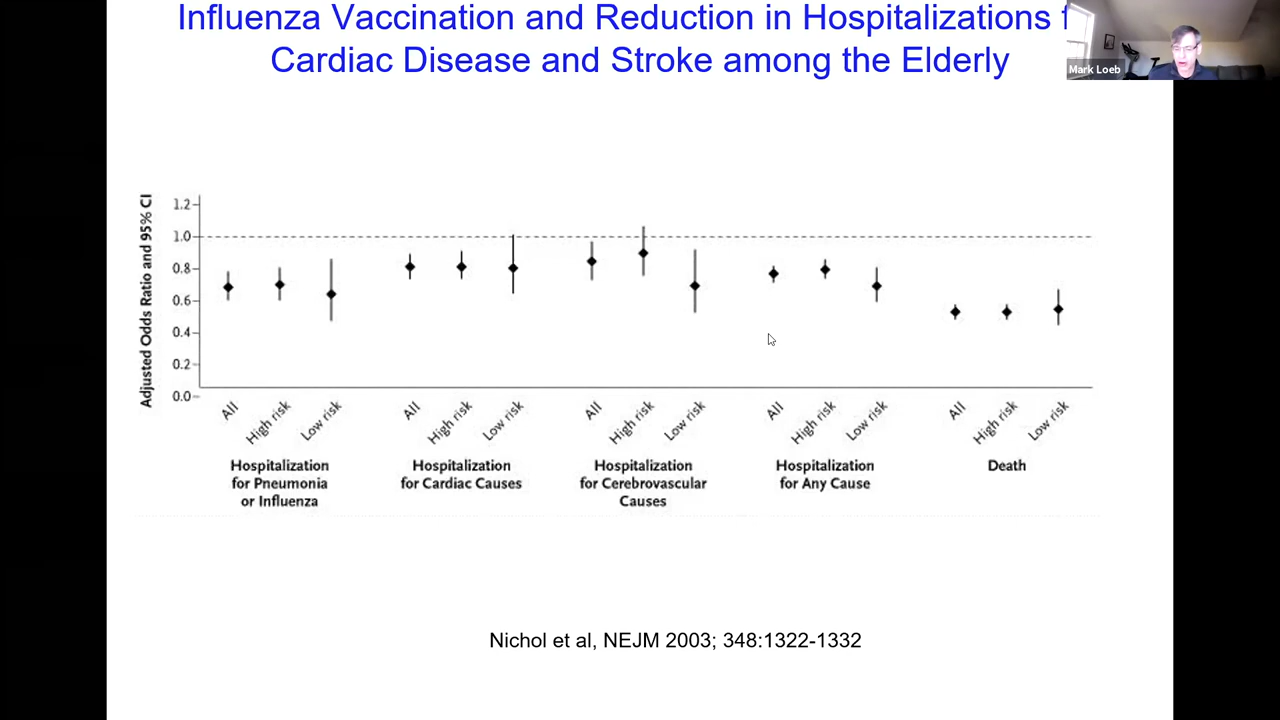 Influenza Vaccination and Reduction in Hospitalizations
Cardiac Disease and Stroke among the Elderly
Mark Loeb
Adjusted Odds Ratio and 95% CI
1.2
1.0
0.8
0.6
0.4
0.2
0.0
All
High risk
Low risk
All
High risk
Low risk
All
High risk
Low risk
All
High risk
Low risk
All
High risk
Low risk
Hospitalization
for Pneumonia
or Influenza
Hospitalization
for Cardiac Causes
Hospitalization
for Cerebrovascular
Causes
Hospitalization
for Any Cause
Death
Nichol et al, NEJM 2003; 348:1322-1332